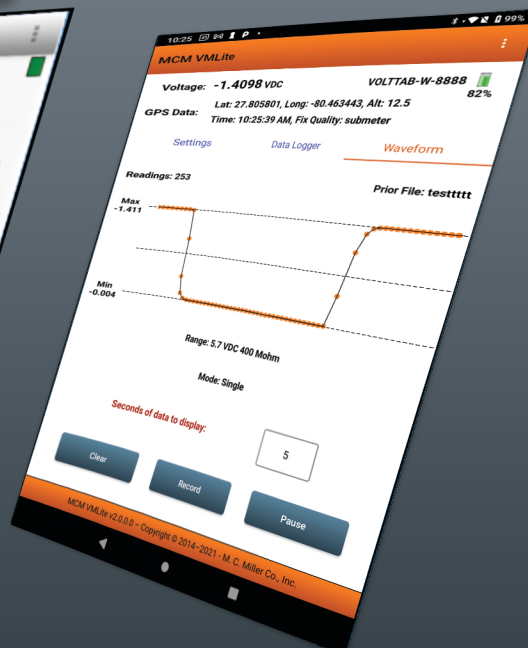 10:25
99%
MCM VMLite
Voltage: -1.4098 VDC
VOLTTAB-W-8888
82%
GPS Data: Lat: 27.805801, Long: -80.463443, Alt: 12.5
Time: 10:25:39 AM, Fix Quality: submeter
Settings
Data Logger
Waveform
Readings: 253
Prior File: testtttt
Max
-1.411
Min
-0.004
Range: 5.7 VDC 400 Mohm
Mode: Single
Seconds of data to display:
5
Clear
Record
Pause
MCM VMLite v2.0.0.0 – Copyright © 2014-2021 - M. C. Miller Co., Inc.